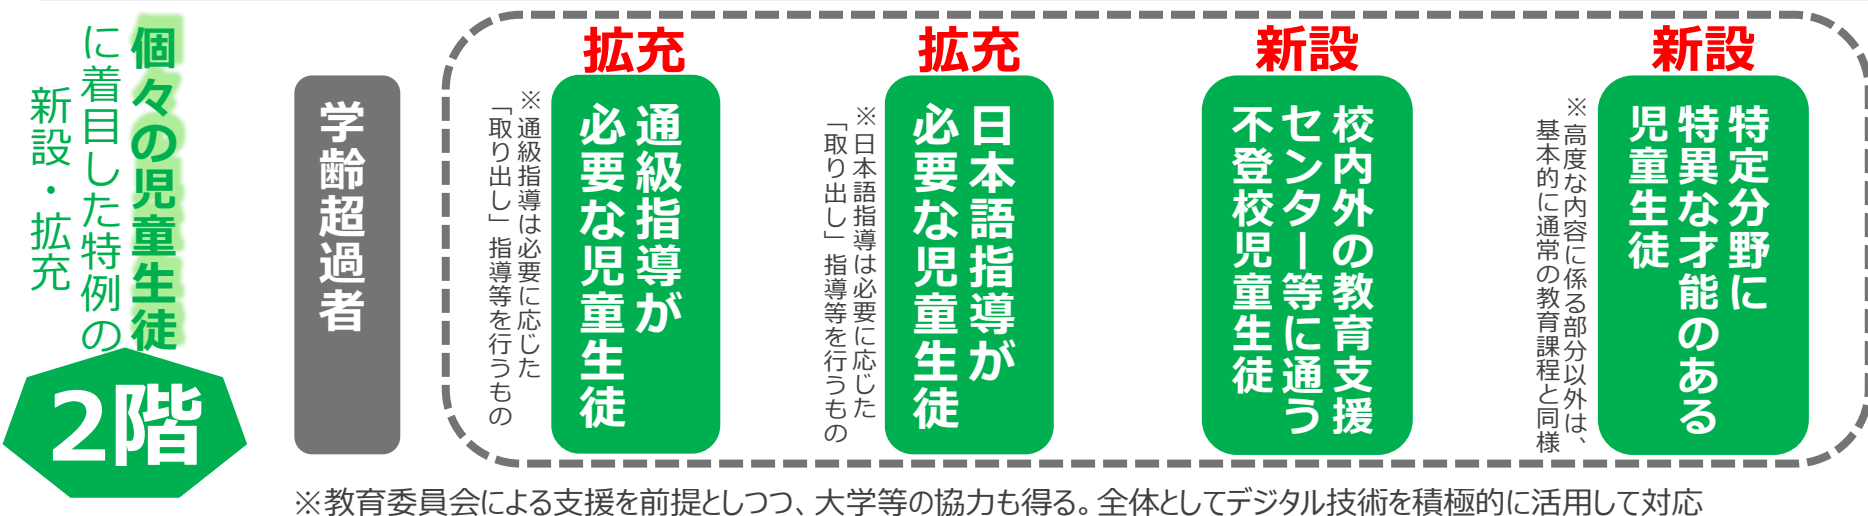 個々の児童生徒
に着目した特例の
新設・拡充
2階
学齢超過者
拡充
通級指導が
必要な児童生徒
※通級指導は必要に応じた
「取り出し」指導等を行うもの
拡充
日本語指導が
必要な児童生徒
※日本語指導は必要に応じた
「取り出し」指導等を行うもの
新設
校内外の教育支援
センター等に通う
不登校児童生徒
新設
特定分野に
特異な才能のある
児童生徒
※高度な内容に係る部分以外は、
基本的に通常の教育課程と同様
※教育委員会による支援を前提としつつ、大学等の協力も得る。全体としてデジタル技術を積極的に活用して対応